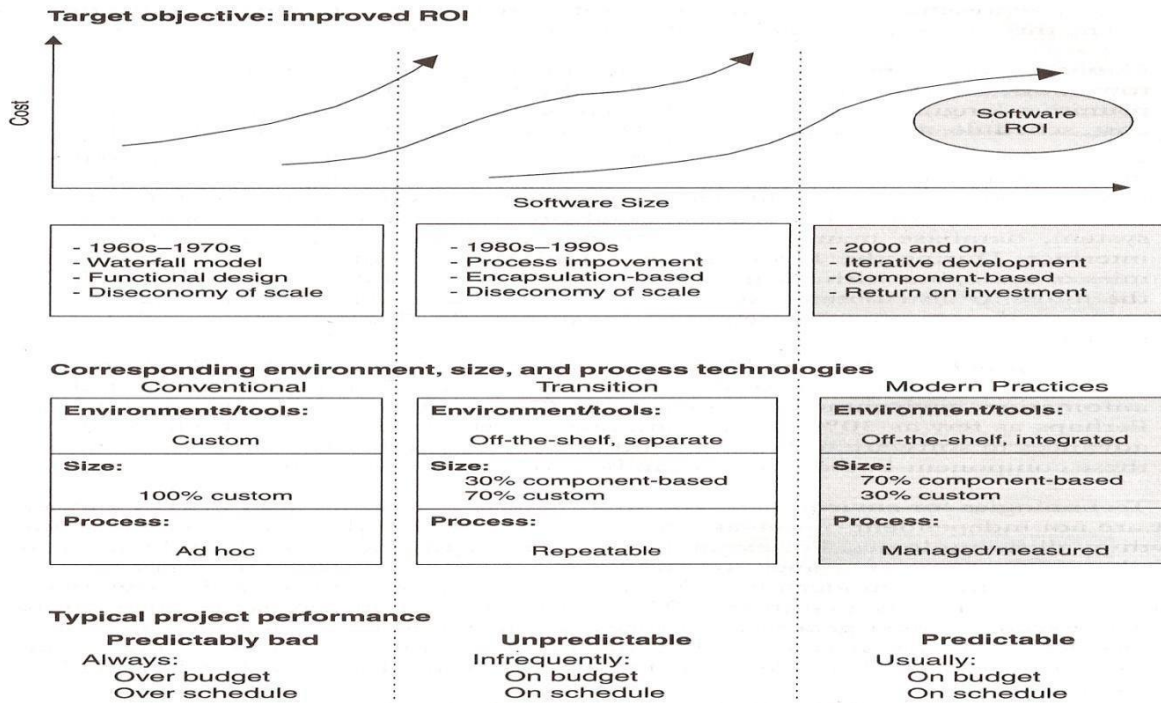 Target objective: improved ROI
Cost
Software
ROI
Software Size
- 1960s–1970s
- Waterfall model
- Functional design
- Diseconomy of scale
- 1980s–1990s
- Process impovement
- Encapsulation-based
- Diseconomy of scale
- 2000 and on
- Iterative development
- Component-based
- Return on investment
Corresponding environment, size, and process technologies
Conventional
Environments/tools:
Custom
Size:
100% custom
Process:
Ad hoc
Transition
Environment/tools:
Off-the-shelf, separate
Size:
30% component-based
70% custom
Process:
Repeatable
Modern Practices
Environment/tools:
Off-the-shelf, integrated
Size:
70% component-based
30% custom
Process:
Managed/measured
Typical project performance
Predictably bad
Always:
Over budget
Over schedule
Unpredictable
Infrequently:
On budget
On schedule
Predictable
Usually:
On budget
On schedule